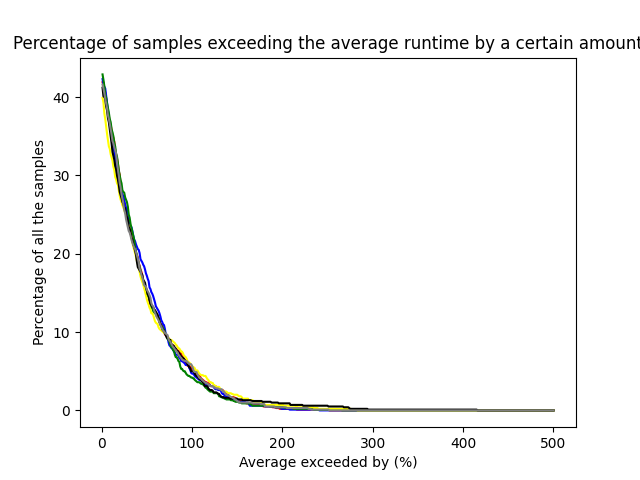 Percentage of samples exceeding the average runtime by a certain amount
40
30
20
10
0
Percentage of all the samples
0 100 200 300 400 500
Average exceeded by (%)